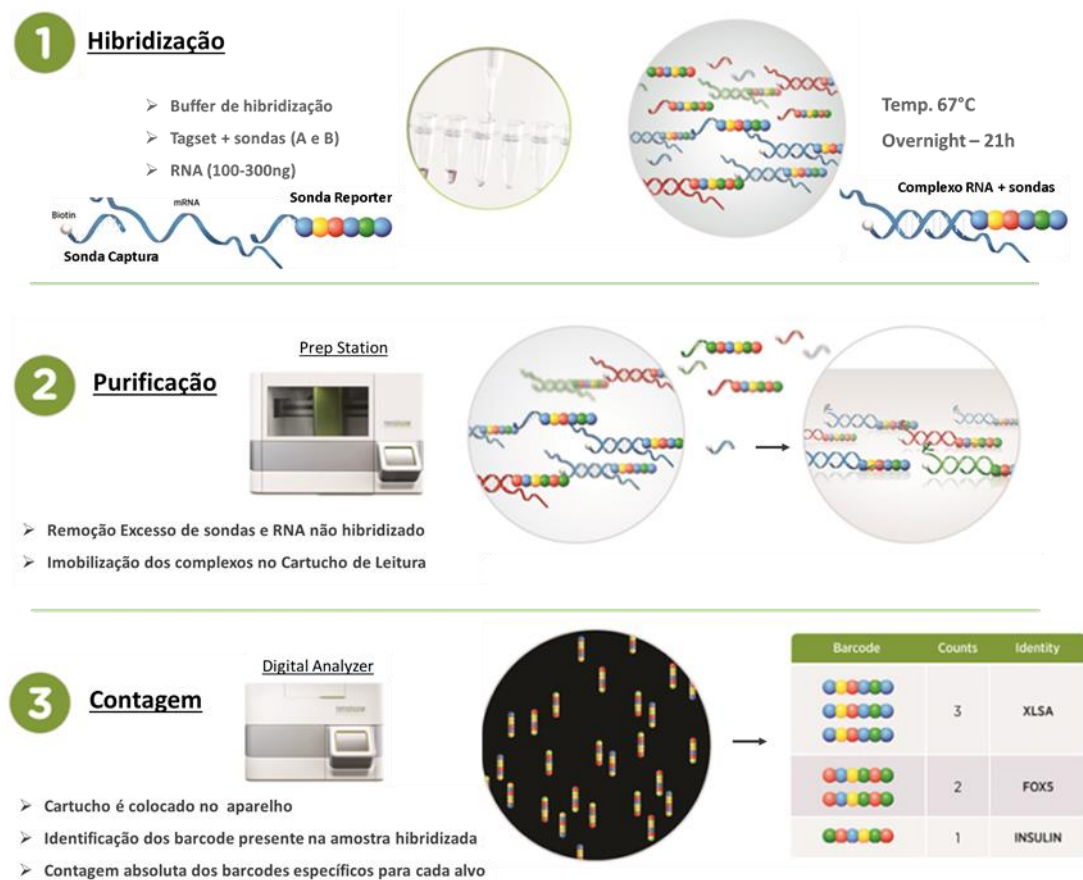 1 Hibridização
➢ Buffer de hibridização
➢ Tagset + sondas (A e B)
➢ RNA (100-300ng)
Temp. 67°C
Overnight – 21h
Biotin
mRNA
Sonda Reporter
Sonda Captura
Complexo RNA + sondas
2 Purificação
Prep Station
➢ Remoção Excesso de sondas e RNA não hibridizado
➢ Imobilização dos complexos no Cartucho de Leitura
3 Contagem
Digital Analyzer
➢ Cartucho é colocado no aparelho
➢ Identificação dos barcode presente na amostra hibridizada
➢ Contagem absoluta dos barcodes específicos para cada alvo
Barcode Counts Identity
3 XLSA
2 FOX5
1 INSULIN